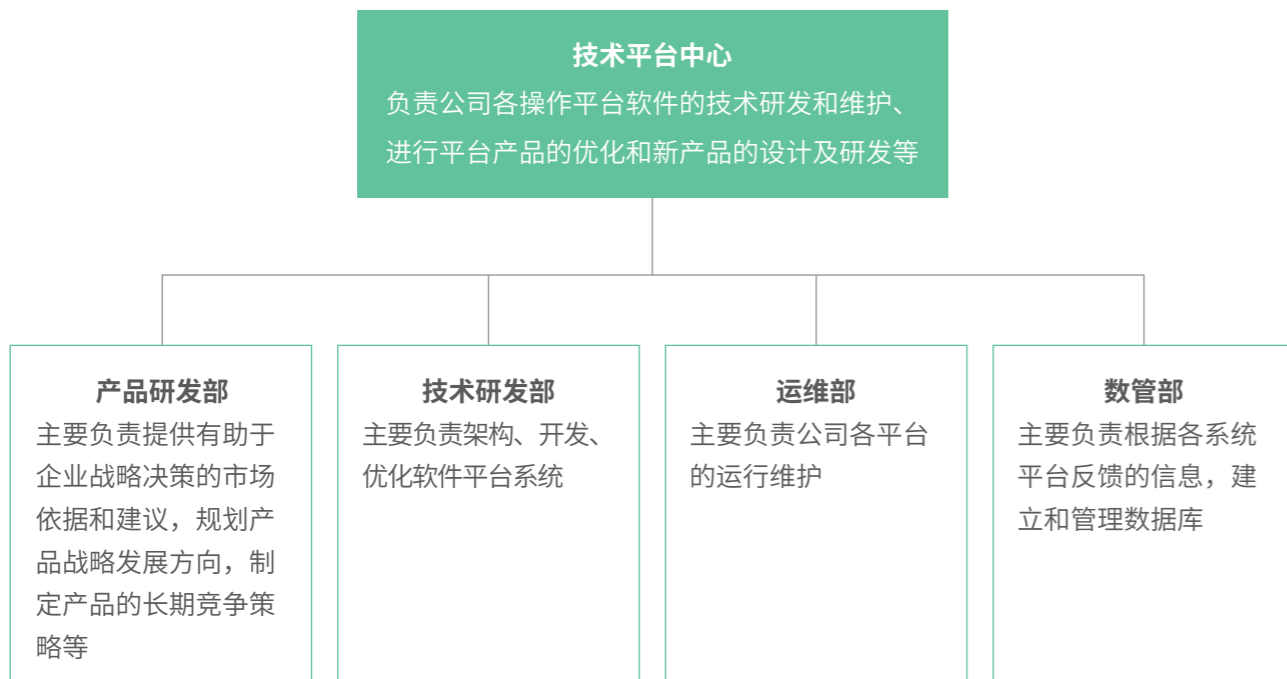 技术平台中心
负责公司各操作平台软件的技术研发和维护、
进行平台产品的优化和新产品的设计及研发等
产品研发部
主要负责提供有助于
企业战略决策的市场
依据和建议，规划产
品战略发展方向，制
定产品的长期竞争策
略等
技术研发部
主要负责架构、开发、
优化软件平台系统
运维部
主要负责公司各平台
的运行维护
数管部
主要负责根据各系统
平台反馈的信息，建
立和管理数据库